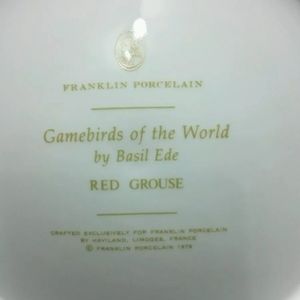 FRANKLIN PORCELAIN
Gamebirds of the World
by Basil Ede
RED GROUSE
CRAFTED EXCLUSIVELY FOR FRANKLIN PORCELAIN
BY HAVILAND, LIMOGES, FRANCE
© FRANKLIN PORCELAIN